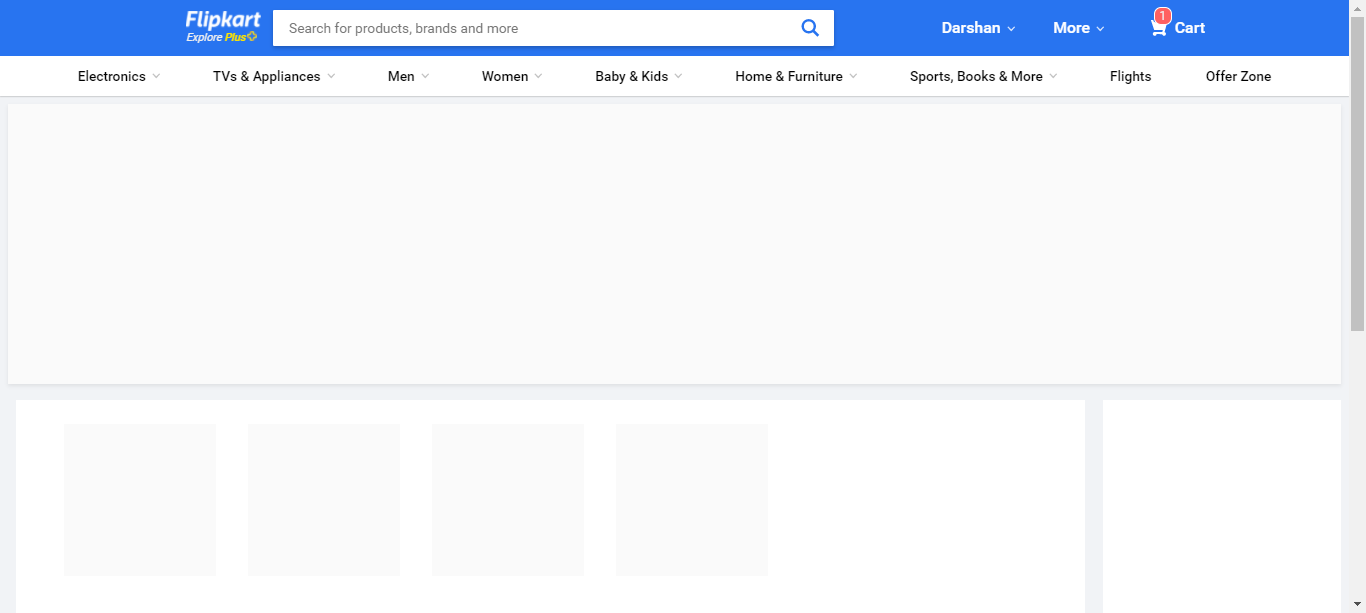 Flipkart
Explore Plus
Search for products, brands and more
Darshan
More
1
Cart
Electronics
TVs & Appliances
Men
Women
Baby & Kids
Home & Furniture
Sports, Books & More
Flights
Offer Zone